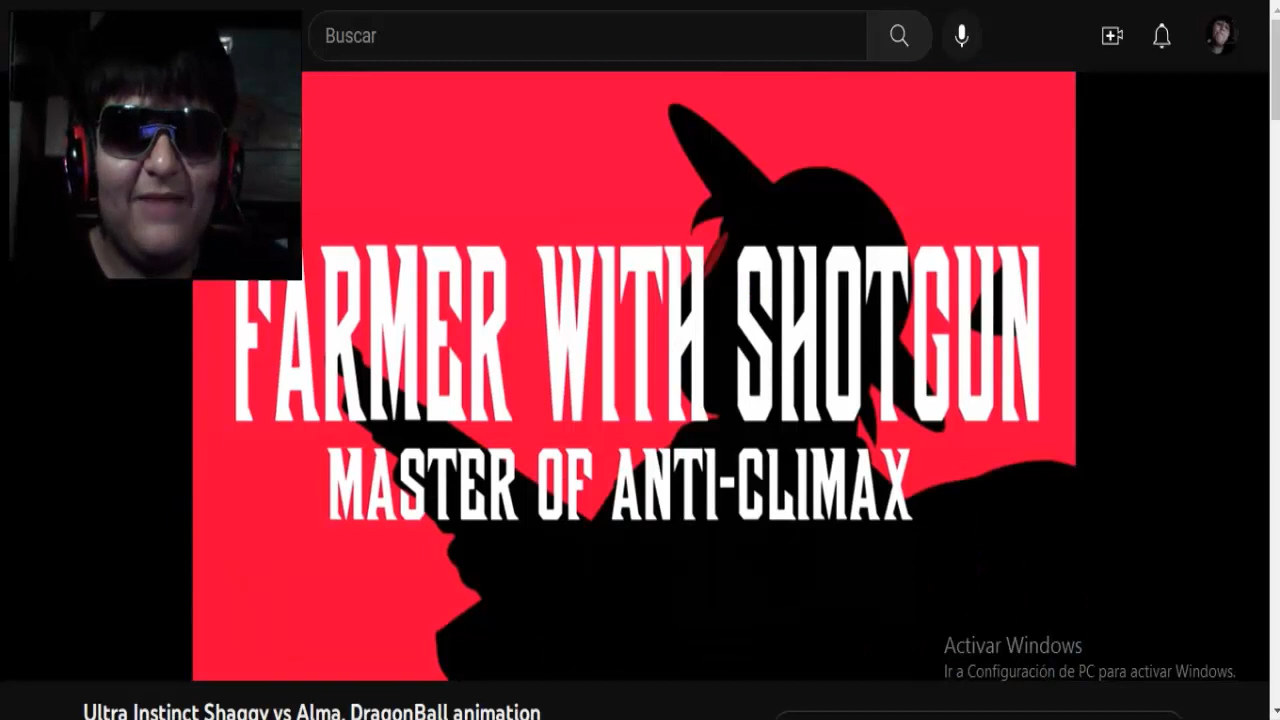 Buscar
FARMER WITH SHOTGUN
MASTER OF ANTI-CLIMAX
Activar Windows
Ir a Configuración de PC para activar Windows.
Ultra Instinct Shaggy vs Alma. DragonBall animation